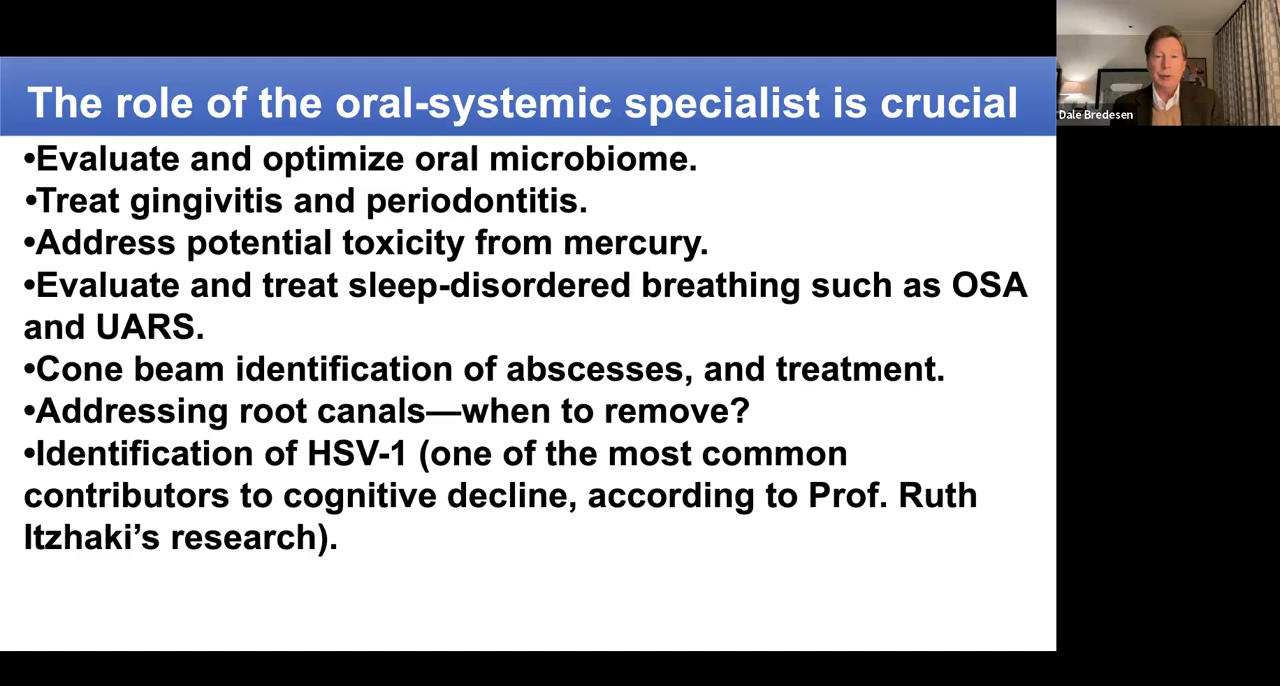 The role of the oral-systemic specialist is crucial
•Evaluate and optimize oral microbiome.
•Treat gingivitis and periodontitis.
•Address potential toxicity from mercury.
•Evaluate and treat sleep-disordered breathing such as OSA
and UARS.
•Cone beam identification of abscesses, and treatment.
•Addressing root canals—when to remove?
•Identification of HSV-1 (one of the most common
contributors to cognitive decline, according to Prof. Ruth
Itzhaki’s research).
Dale Bredesen